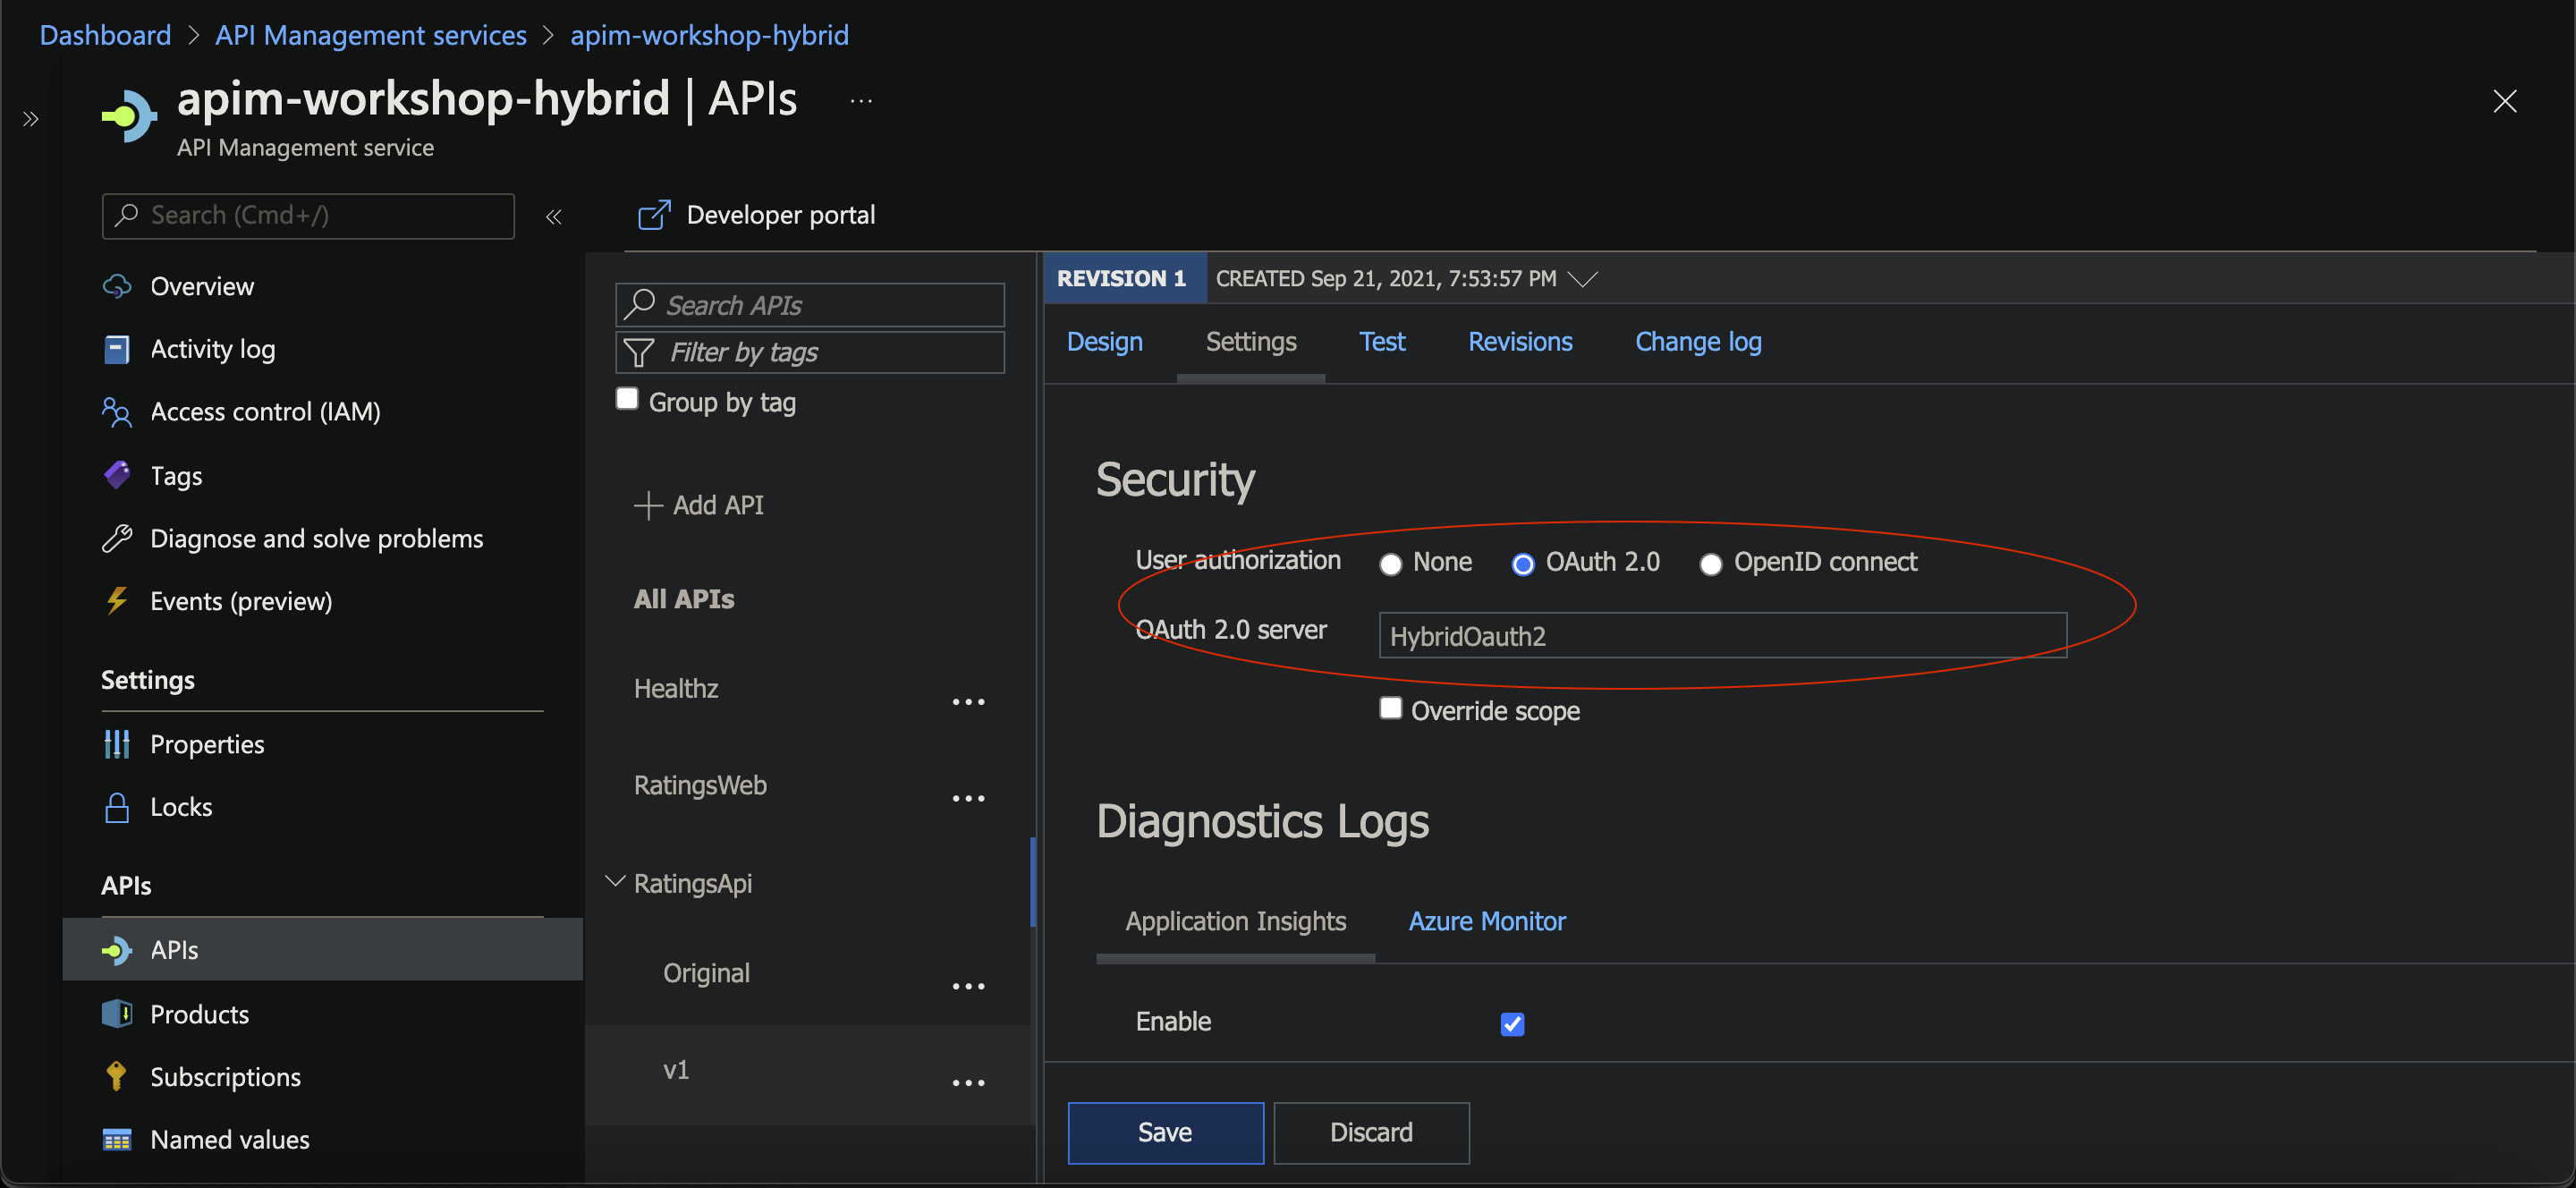 Dashboard > API Management services > apim-workshop-hybrid
apim-workshop-hybrid | APIs ...
API Management service
Search (Cmd+/)
Overview
Activity log
Access control (IAM)
Tags
Diagnose and solve problems
Events (preview)
Settings
Properties
Locks
APIs
APIs
Products
Subscriptions
Named values
Developer portal
Search APIs
Filter by tags
Group by tag
Add API
All APIs
Healthz
RatingsWeb
RatingsApi
Original
v1
REVISION 1 CREATED Sep 21, 2021, 7:53:57 PM
Design Settings Test Revisions Change log
Security
User authorization None OAuth 2.0 OpenID connect
OAuth 2.0 server HybridOauth2
Override scope
Diagnostics Logs
Application Insights Azure Monitor
Enable
Save Discard